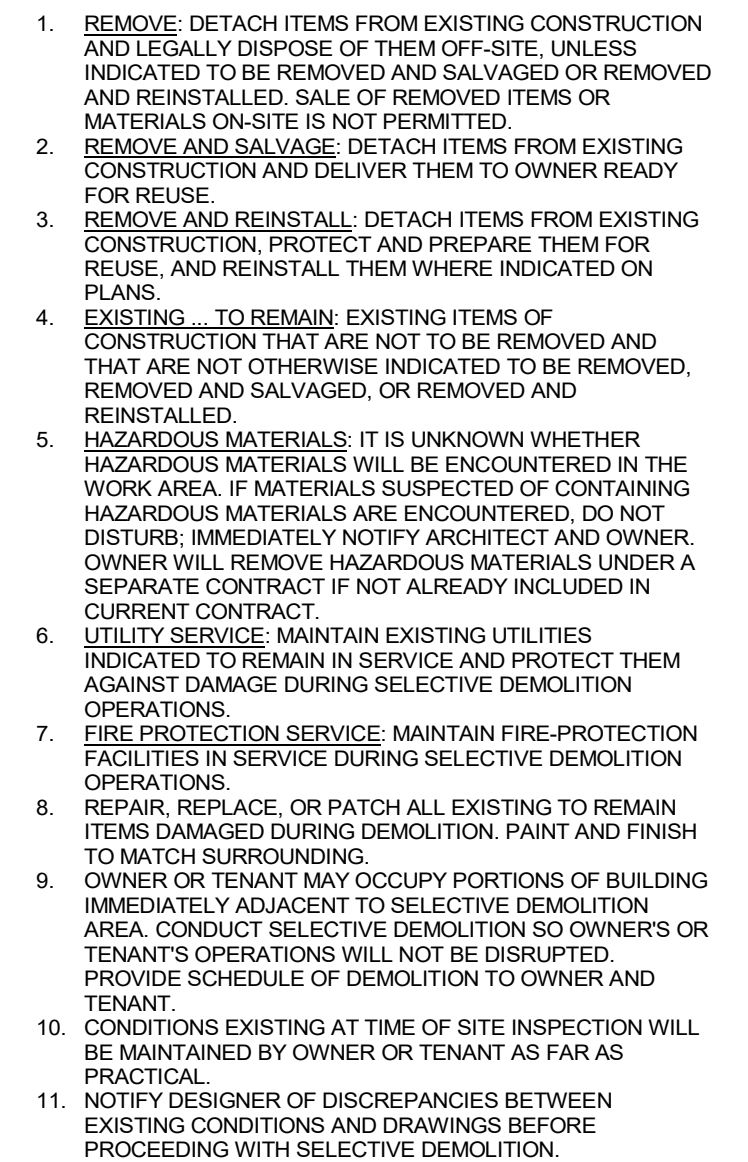 1. REMOVE: DETACH ITEMS FROM EXISTING CONSTRUCTION
AND LEGALLY DISPOSE OF THEM OFF-SITE, UNLESS
INDICATED TO BE REMOVED AND SALVAGED OR REMOVED
AND REINSTALLED. SALE OF REMOVED ITEMS OR
MATERIALS ON-SITE IS NOT PERMITTED.
2. REMOVE AND SALVAGE: DETACH ITEMS FROM EXISTING
CONSTRUCTION AND DELIVER THEM TO OWNER READY
FOR REUSE.
3. REMOVE AND REINSTALL: DETACH ITEMS FROM EXISTING
CONSTRUCTION, PROTECT AND PREPARE THEM FOR
REUSE, AND REINSTALL THEM WHERE INDICATED ON
PLANS.
4. EXISTING ... TO REMAIN: EXISTING ITEMS OF
CONSTRUCTION THAT ARE NOT TO BE REMOVED AND
THAT ARE NOT OTHERWISE INDICATED TO BE REMOVED,
REMOVED AND SALVAGED, OR REMOVED AND
REINSTALLED.
5. HAZARDOUS MATERIALS: IT IS UNKNOWN WHETHER
HAZARDOUS MATERIALS WILL BE ENCOUNTERED IN THE
WORK AREA. IF MATERIALS SUSPECTED OF CONTAINING
HAZARDOUS MATERIALS ARE ENCOUNTERED, DO NOT
DISTURB; IMMEDIATELY NOTIFY ARCHITECT AND OWNER.
OWNER WILL REMOVE HAZARDOUS MATERIALS UNDER A
SEPARATE CONTRACT IF NOT ALREADY INCLUDED IN
CURRENT CONTRACT.
6. UTILITY SERVICE: MAINTAIN EXISTING UTILITIES
INDICATED TO REMAIN IN SERVICE AND PROTECT THEM
AGAINST DAMAGE DURING SELECTIVE DEMOLITION
OPERATIONS.
7. FIRE PROTECTION SERVICE: MAINTAIN FIRE-PROTECTION
FACILITIES IN SERVICE DURING SELECTIVE DEMOLITION
OPERATIONS.
8. REPAIR, REPLACE, OR PATCH ALL EXISTING TO REMAIN
ITEMS DAMAGED DURING DEMOLITION. PAINT AND FINISH
TO MATCH SURROUNDING.
9. OWNER OR TENANT MAY OCCUPY PORTIONS OF BUILDING
IMMEDIATELY ADJACENT TO SELECTIVE DEMOLITION
AREA. CONDUCT SELECTIVE DEMOLITION SO OWNER'S OR
TENANT'S OPERATIONS WILL NOT BE DISRUPTED.
PROVIDE SCHEDULE OF DEMOLITION TO OWNER AND
TENANT.
10. CONDITIONS EXISTING AT TIME OF SITE INSPECTION WILL
BE MAINTAINED BY OWNER OR TENANT AS FAR AS
PRACTICAL.
11. NOTIFY DESIGNER OF DISCREPANCIES BETWEEN
EXISTING CONDITIONS AND DRAWINGS BEFORE
PROCEEDING WITH SELECTIVE DEMOLITION.